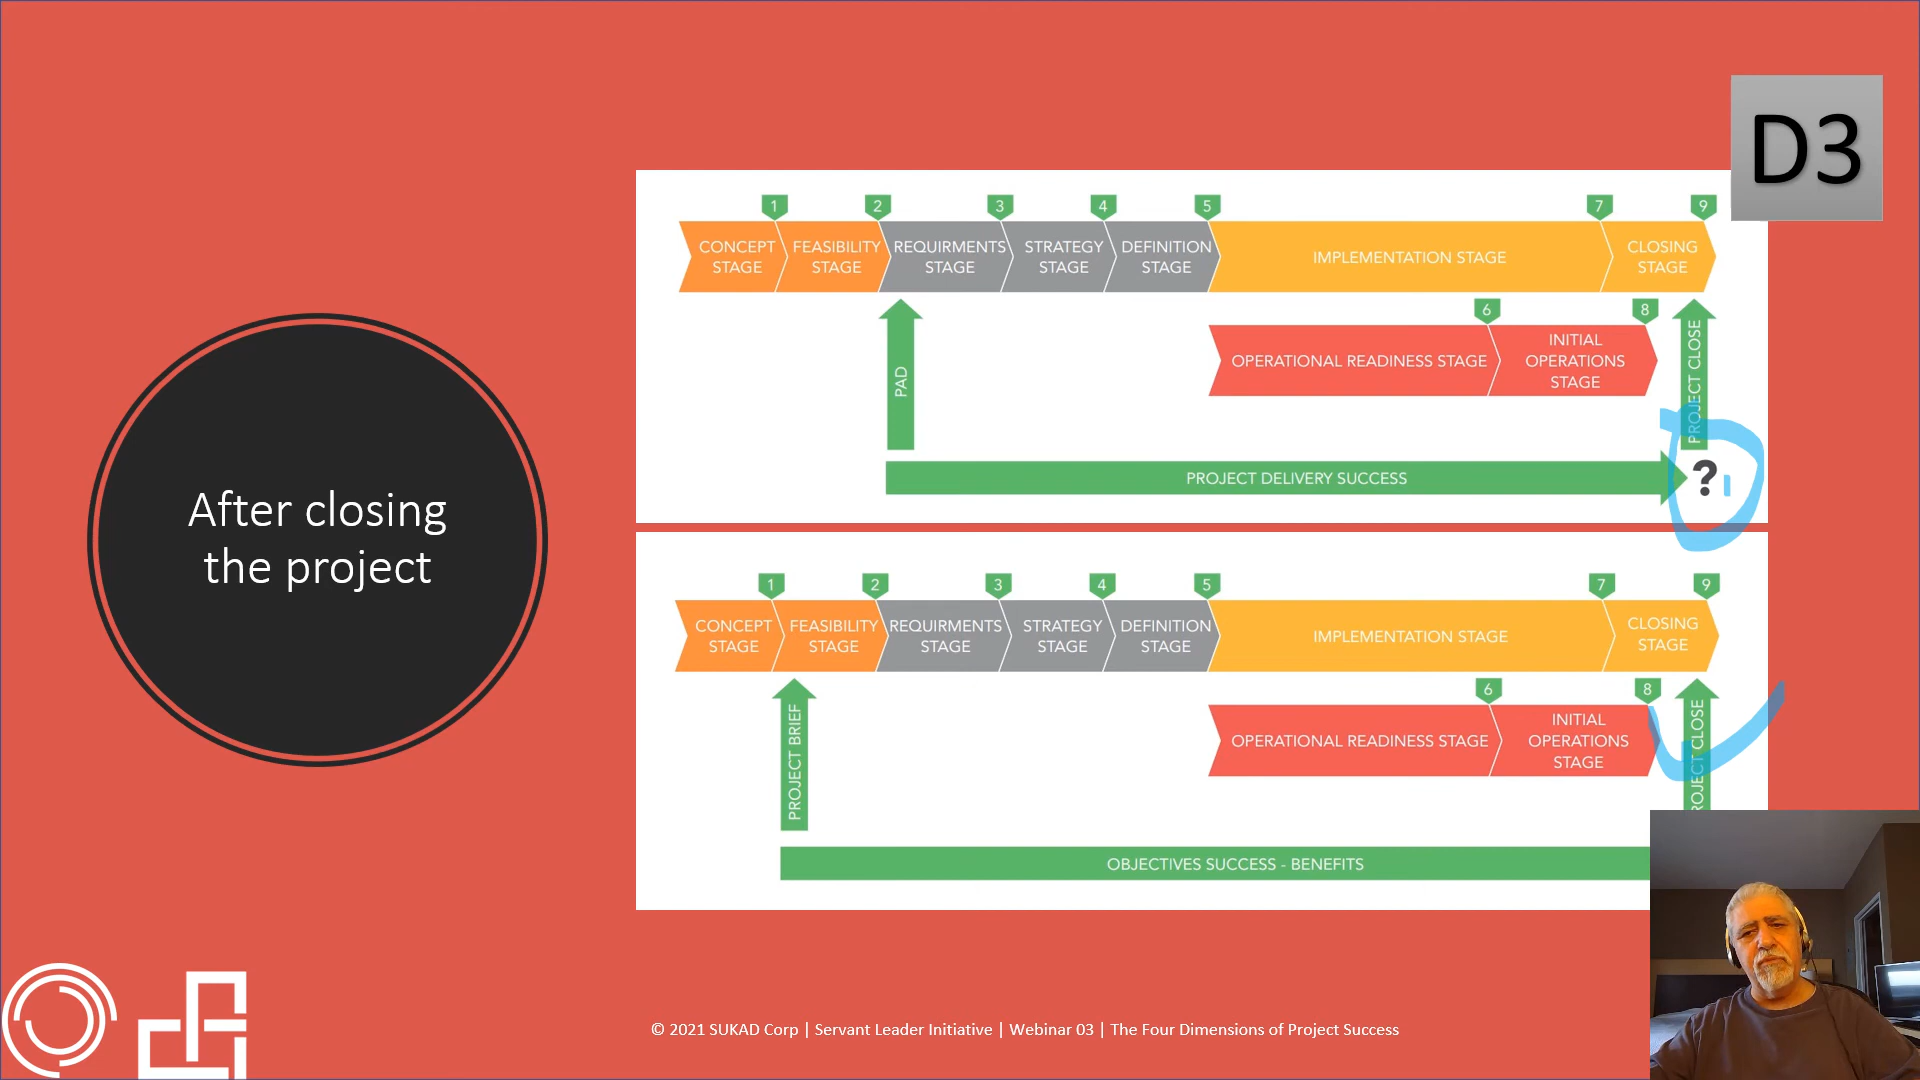 D3
After closing
the project
1 2 3 4 5 7 9
CONCEPT STAGE
FEASIBILITY STAGE
REQUIRMENTS STAGE
STRATEGY STAGE
DEFINITION STAGE
IMPLEMENTATION STAGE
CLOSING STAGE
6 8
OPERATIONAL READINESS STAGE
INITIAL OPERATIONS STAGE
PAD
PROJECT CLOSE
PROJECT DELIVERY SUCCESS
?
1 2 3 4 5 7 9
CONCEPT STAGE
FEASIBILITY STAGE
REQUIRMENTS STAGE
STRATEGY STAGE
DEFINITION STAGE
IMPLEMENTATION STAGE
CLOSING STAGE
6 8
OPERATIONAL READINESS STAGE
INITIAL OPERATIONS STAGE
PROJECT BRIEF
PROJECT CLOSE
OBJECTIVES SUCCESS - BENEFITS
© 2021 SUKAD Corp | Servant Leader Initiative | Webinar 03 | The Four Dimensions of Project Success